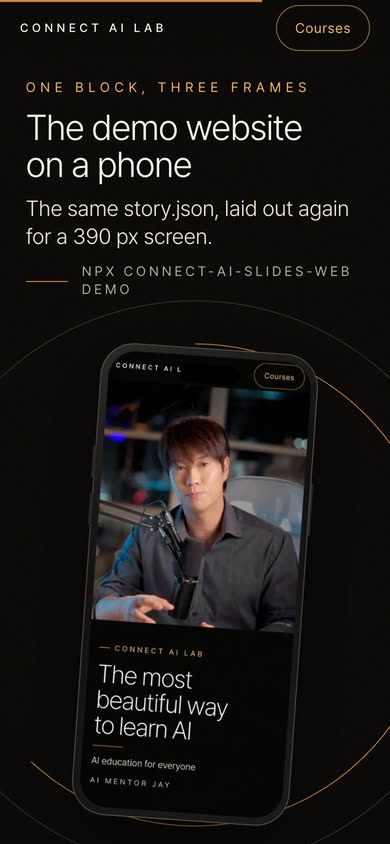 CONNECT AI LAB
Courses
ONE BLOCK, THREE FRAMES
The demo website
on a phone
The same story.json, laid out again
for a 390 px screen.
NPX CONNECT-AI-SLIDES-WEB
DEMO
CONNECT AI L
Courses
CONNECT AI LAB
The most
beautiful way
to learn AI
AI education for everyone
AI MENTOR JAY